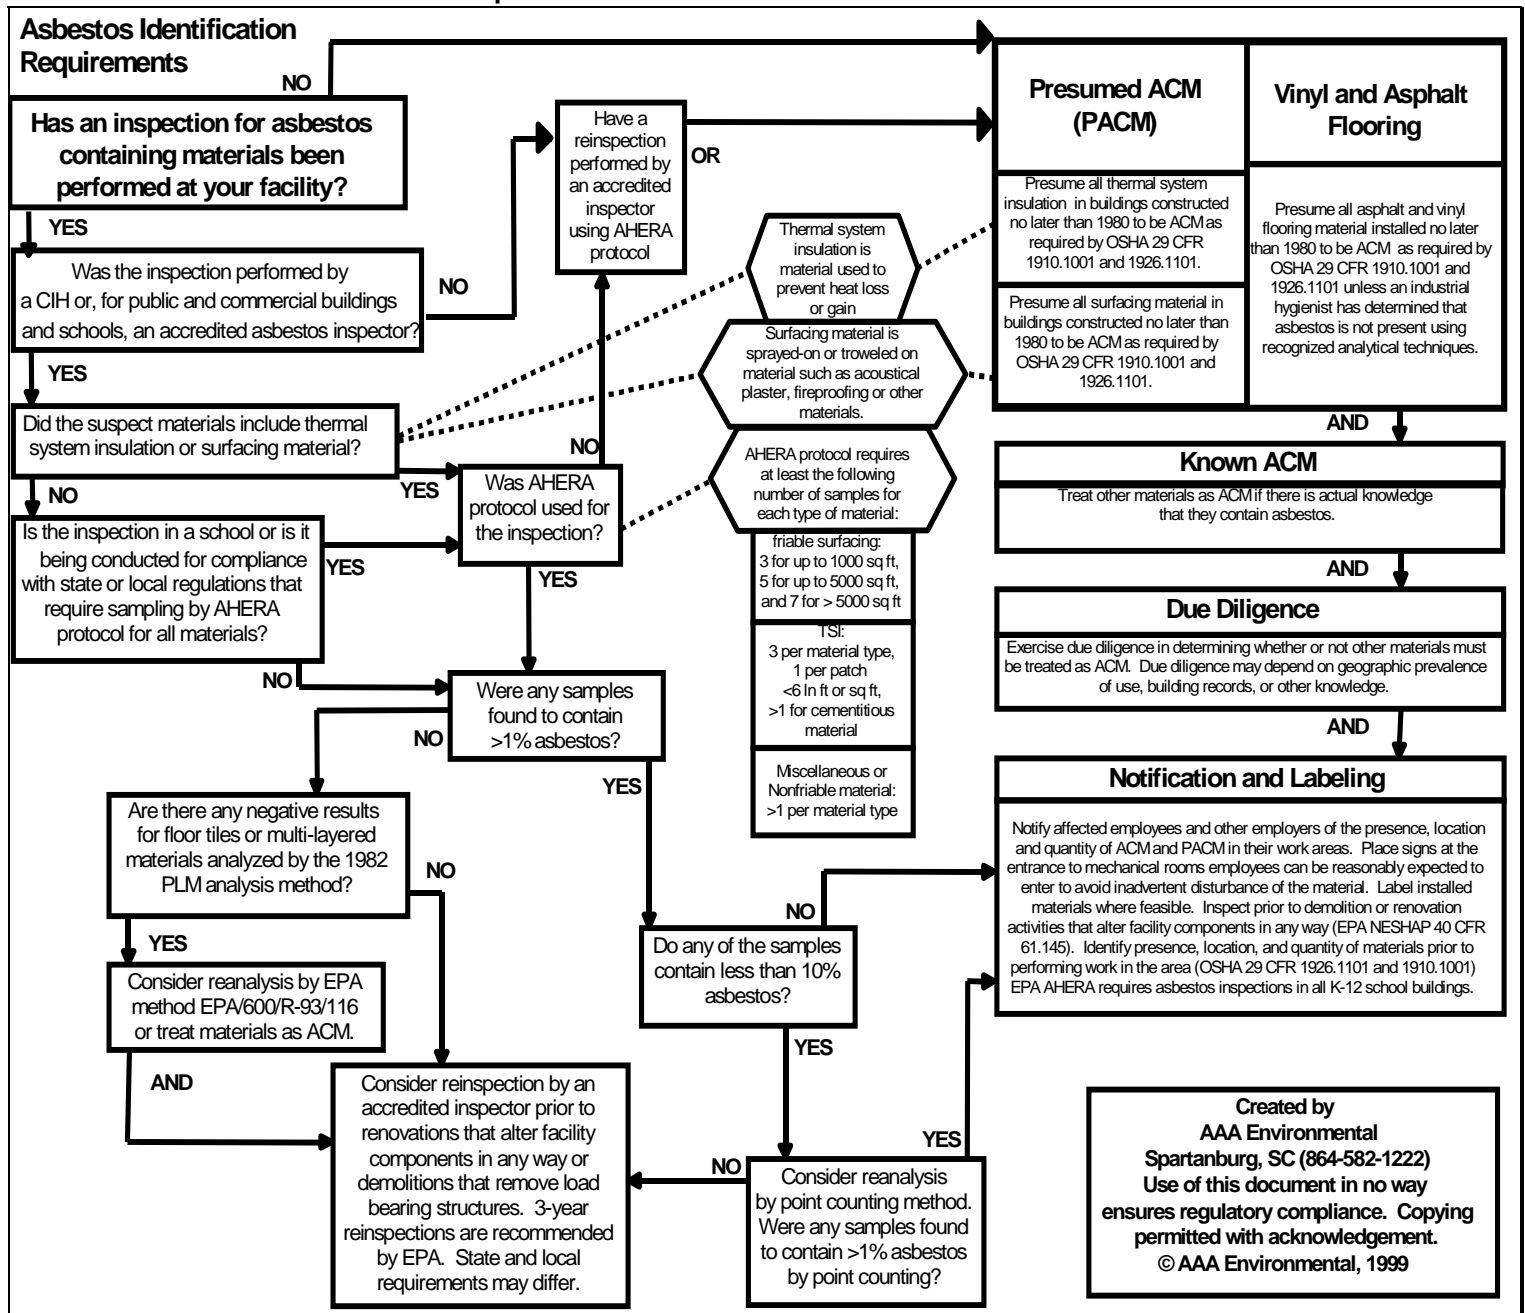 Asbestos Identification
Requirements
NO
Has an inspection for asbestos
containing materials been
performed at your facility?
YES
Was the inspection performed by
a CIH or, for public and commercial buildings
and schools, an accredited asbestos inspector?
NO
YES
Did the suspect materials include thermal
system insulation or surfacing material?
YES
NO
Is the inspection in a school or is it
being conducted for compliance
with state or local regulations that
require sampling by AHERA
protocol for all materials?
YES
NO
Have a
reinspection
performed by
an accredited
inspector
using AHERA
protocol
OR
NO
Was AHERA
protocol used for
the inspection?
YES
Were any samples
found to contain
>1% asbestos?
NO
YES
Are there any negative results
for floor tiles or multi-layered
materials analyzed by the 1982
PLM analysis method?
NO
YES
Consider reanalysis by EPA
method EPA/600/R-93/116
or treat materials as ACM.
AND
Consider reinspection by an
accredited inspector prior to
renovations that alter facility
components in any way or
demolitions that remove load
bearing structures. 3-year
reinspections are recommended
by EPA. State and local
requirements may differ.
Thermal system
insulation is
material used to
prevent heat loss
or gain
Surfacing material is
sprayed-on or troweled on
material such as acoustical
plaster, fireproofing or other
materials.
AHERA protocol requires
at least the following
number of samples for
each type of material:
friable surfacing:
3 for up to 1000 sq ft,
5 for up to 5000 sq ft,
and 7 for > 5000 sq ft
TSI:
3 per material type,
1 per patch
<6 ln ft or sq ft,
>1 for cementitious
material
Miscellaneous or
Nonfriable material:
>1 per material type
Do any of the samples
contain less than 10%
asbestos?
NO
YES
Consider reanalysis
by point counting method.
Were any samples found
to contain >1% asbestos
by point counting?
NO
YES
Presumed ACM
(PACM)
Presume all thermal system
insulation in buildings constructed
no later than 1980 to be ACM as
required by OSHA 29 CFR
1910.1001 and 1926.1101.
Presume all surfacing material in
buildings constructed no later than
1980 to be ACM as required by
OSHA 29 CFR 1910.1001 and
1926.1101.
Vinyl and Asphalt
Flooring
Presume all asphalt and vinyl
flooring material installed no later
than 1980 to be ACM as required by
OSHA 29 CFR 1910.1001 and
1926.1101 unless an industrial
hygienist has determined that
asbestos is not present using
recognized analytical techniques.
AND
Known ACM
Treat other materials as ACM if there is actual knowledge
that they contain asbestos.
AND
Due Diligence
Exercise due diligence in determining whether or not other materials must
be treated as ACM. Due diligence may depend on geographic prevalence
of use, building records, or other knowledge.
AND
Notification and Labeling
Notify affected employees and other employers of the presence, location
and quantity of ACM and PACM in their work areas. Place signs at the
entrance to mechanical rooms employees can be reasonably expected to
enter to avoid inadvertent disturbance of the material. Label installed
materials where feasible. Inspect prior to demolition or renovation
activities that alter facility components in any way (EPA NESHAP 40 CFR
61.145). Identify presence, location, and quantity of materials prior to
performing work in the area (OSHA 29 CFR 1926.1101 and 1910.1001)
EPA AHERA requires asbestos inspections in all K-12 school buildings.
Created by
AAA Environmental
Spartanburg, SC (864-582-1222)
Use of this document in no way
ensures regulatory compliance. Copying
permitted with acknowledgement.
© AAA Environmental, 1999